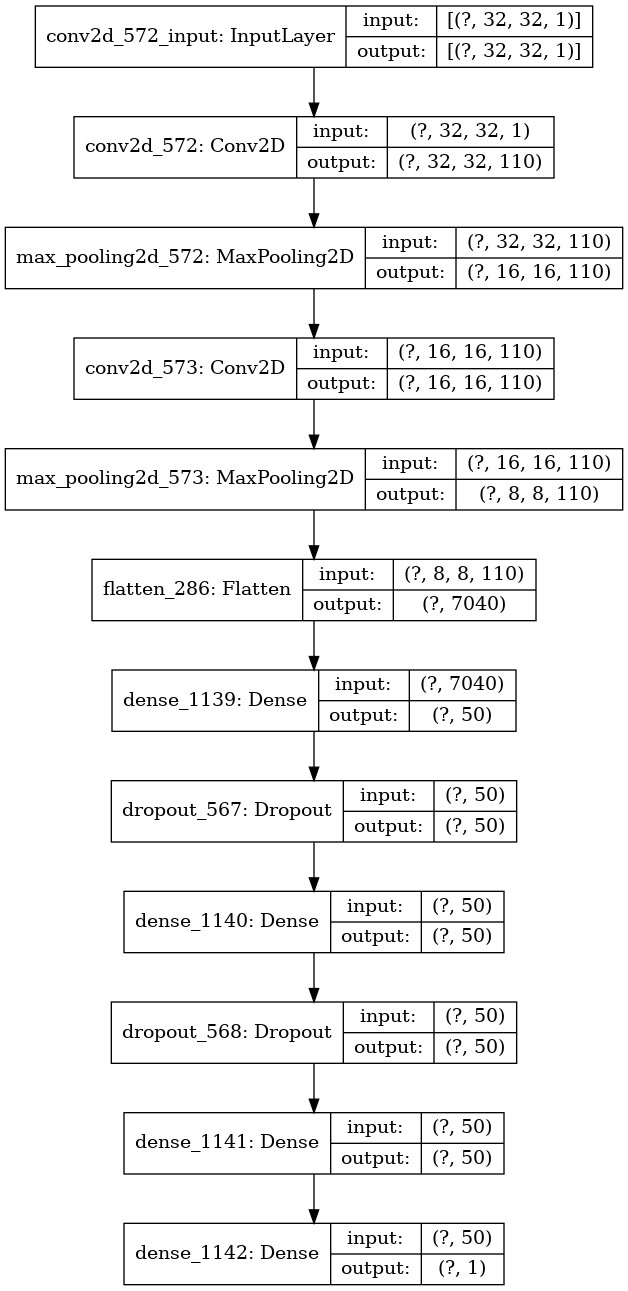 conv2d_572_input: InputLayer
input: [(?, 32, 32, 1)]
output: [(?, 32, 32, 1)]
conv2d_572: Conv2D
input: (?, 32, 32, 1)
output: (?, 32, 32, 110)
max_pooling2d_572: MaxPooling2D
input: (?, 32, 32, 110)
output: (?, 16, 16, 110)
conv2d_573: Conv2D
input: (?, 16, 16, 110)
output: (?, 16, 16, 110)
max_pooling2d_573: MaxPooling2D
input: (?, 16, 16, 110)
output: (?, 8, 8, 110)
flatten_286: Flatten
input: (?, 8, 8, 110)
output: (?, 7040)
dense_1139: Dense
input: (?, 7040)
output: (?, 50)
dropout_567: Dropout
input: (?, 50)
output: (?, 50)
dense_1140: Dense
input: (?, 50)
output: (?, 50)
dropout_568: Dropout
input: (?, 50)
output: (?, 50)
dense_1141: Dense
input: (?, 50)
output: (?, 50)
dense_1142: Dense
input: (?, 50)
output: (?, 1)